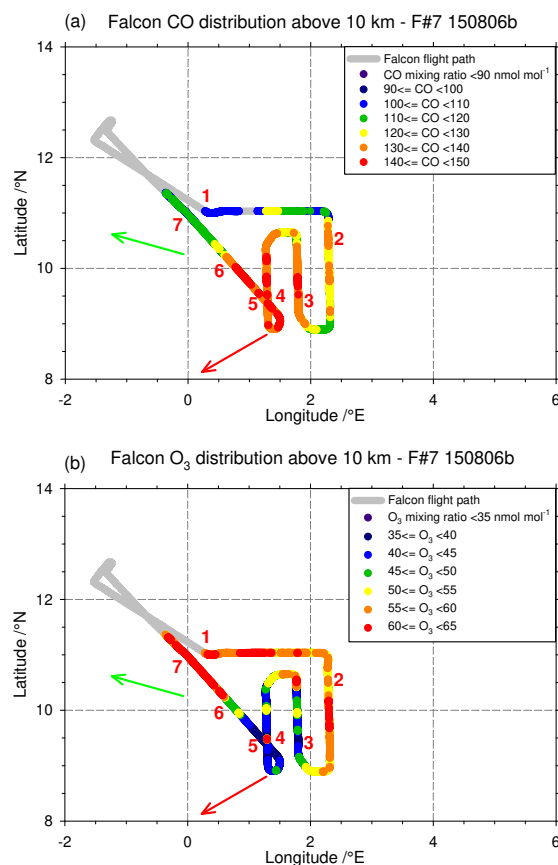 (a) Falcon CO distribution above 10 km - F#7 150806b
14
12
10
8
Latitude /°N
-2
0
2
4
6
Longitude /°E
Falcon flight path
CO mixing ratio <90 nmol mol⁻¹
90<= CO <100
100<= CO <110
110<= CO <120
120<= CO <130
130<= CO <140
140<= CO <150
1
2
3
4
5
6
7
(b) Falcon O₃ distribution above 10 km - F#7 150806b
14
12
10
8
Latitude /°N
-2
0
2
4
6
Longitude /°E
Falcon flight path
O₃ mixing ratio <35 nmol mol⁻¹
35<= O₃ <40
40<= O₃ <45
45<= O₃ <50
50<= O₃ <55
55<= O₃ <60
60<= O₃ <65
1
2
3
4
5
6
7